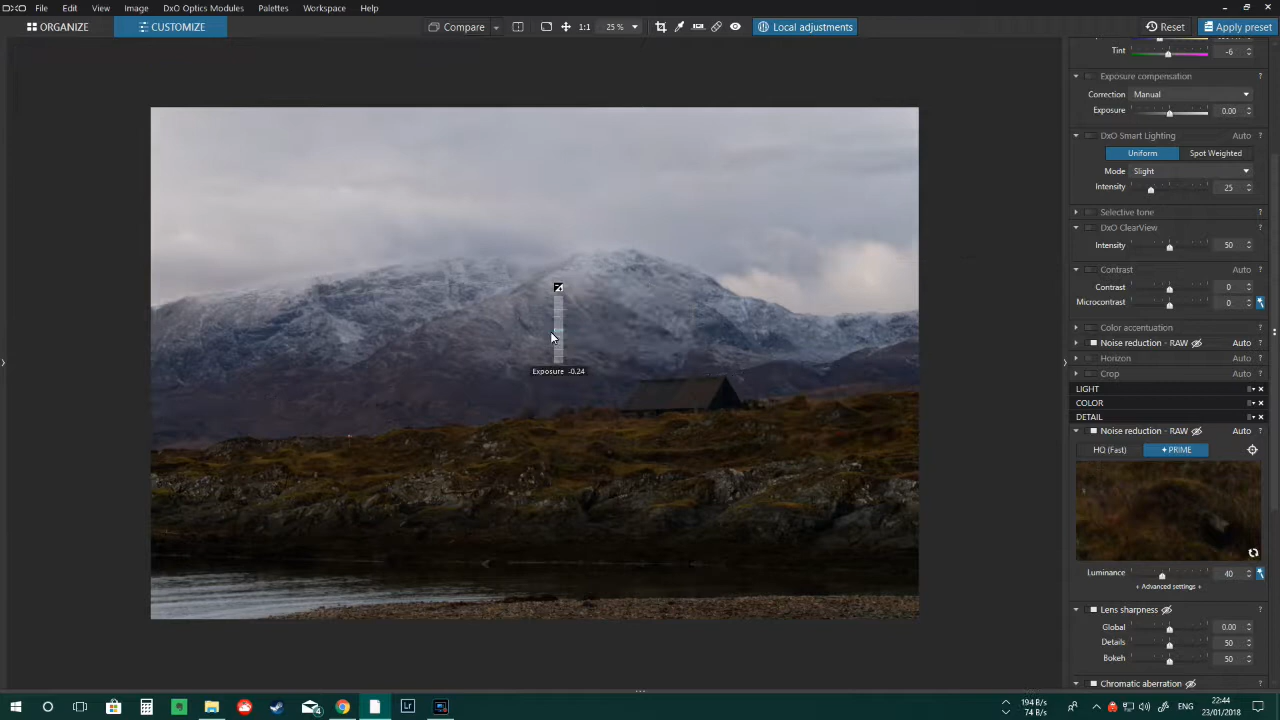 DxO File Edit View Image DxO Optics Modules Palettes Workspace Help
ORGANIZE CUSTOMIZE Compare 1:1 25 % Local adjustments Reset Apply preset
Tint -6
Exposure compensation ?
Correction Manual
Exposure 0.00
DxO Smart Lighting Auto ?
Uniform Spot Weighted
Mode Slight
Intensity 25
Selective tone ?
DxO ClearView ?
Intensity 50
Contrast Auto ?
Contrast 0
Microcontrast 0
Color accentuation ?
Noise reduction - RAW Auto ?
Horizon Auto ?
Crop Auto ?
LIGHT
COLOR
DETAIL
Noise reduction - RAW Auto ?
HQ (Fast) PRIME
Luminance 40
+ Advanced settings +
Lens sharpness ?
Global 0.00
Details 50
Bokeh 50
Chromatic aberration ?
Exposure -0.24
Lr
194 B/s
74 B/s
ENG
22:44
23/01/2018